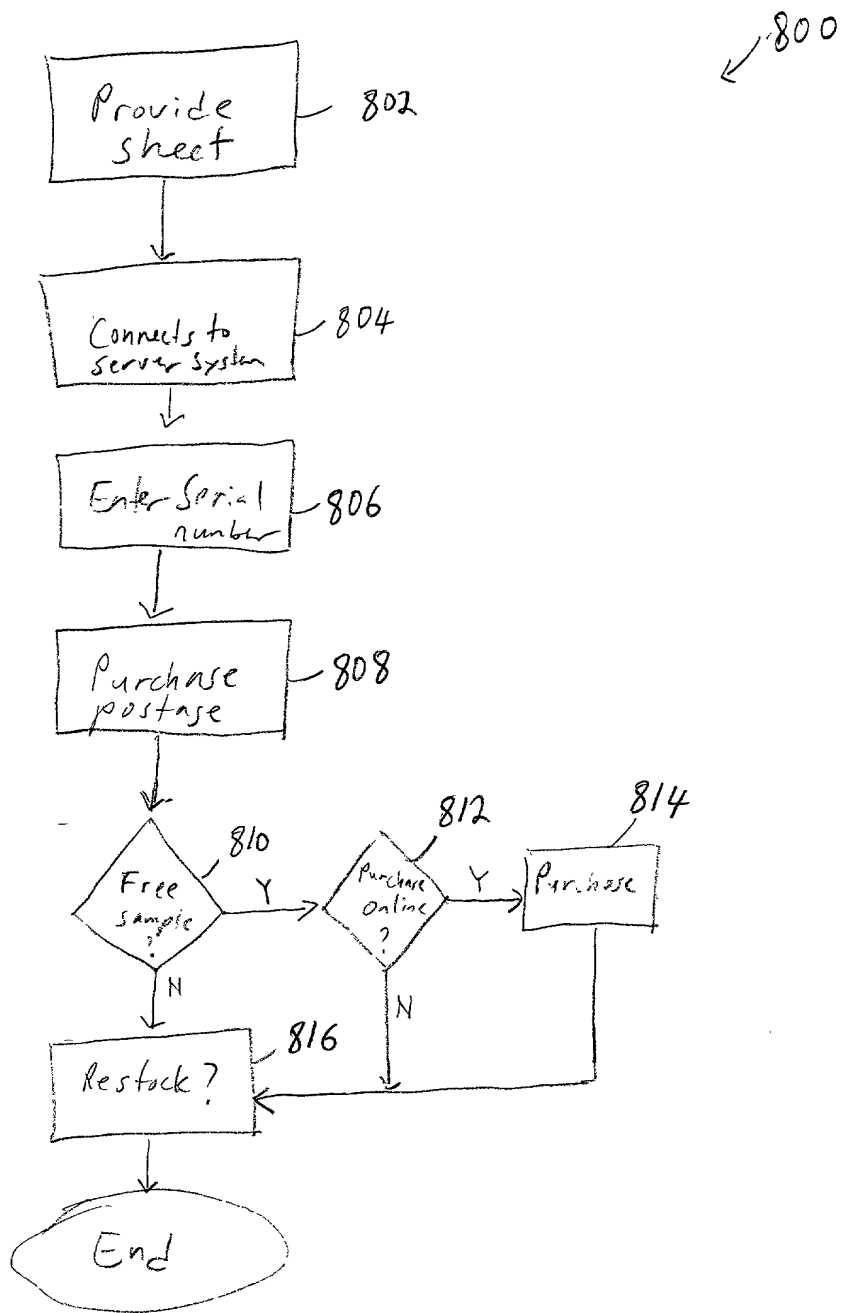 800
Provide
sheet
802
Connects to
server system
804
Enter Serial
number
806
Purchase
postage
808
810
Free
sample
?
Y
N
812
Purchase
online
?
Y
N
814
Purchase
816
Restock?
End